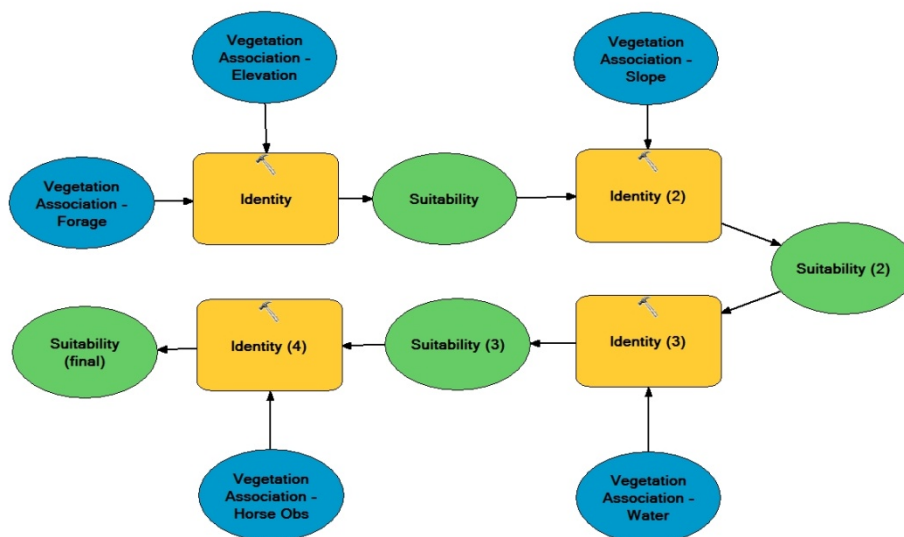 Vegetation
Association -
Elevation
Vegetation
Association -
Slope
Vegetation
Association -
Forage
Identity
Suitability
Identity (2)
Suitability (2)
Identity (3)
Suitability (3)
Identity (4)
Suitability
(final)
Vegetation
Association -
Horse Obs
Vegetation
Association -
Water